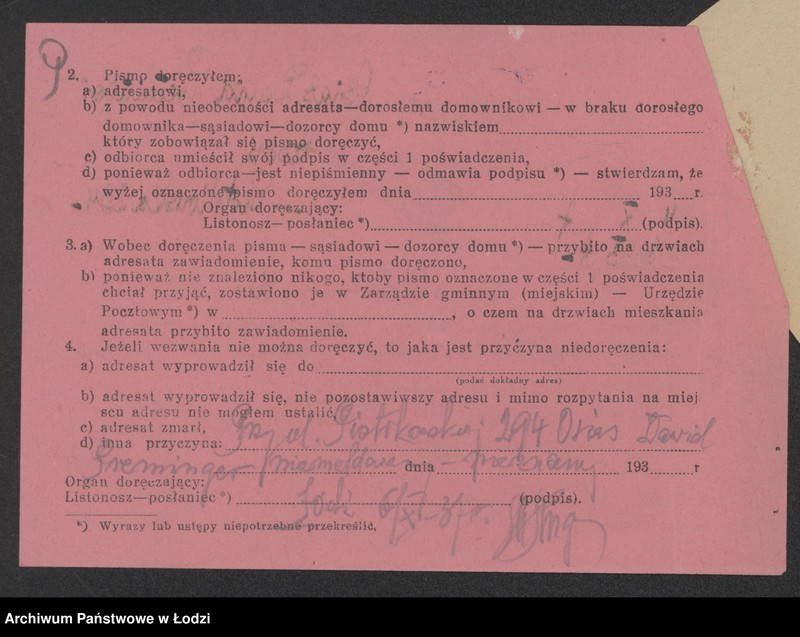 2. Pismo doręczyłem:
a) adresatowi,
b) z powodu nieobecności adresata—dorosłemu domownikowi — w braku dorosłego
domownika—sąsiadowi—dozorcy domu *) nazwiskiem
który zobowiązał się pismo doręczyć,
c) odbiorca umieścił swój podpis w części 1 poświadczenia,
d) ponieważ odbiorca—jest niepiśmienny — odmawia podpisu *) — stwierdzam, że
wyżej oznaczone pismo doręczyłem dnia 193 r.
Organ doręczający:
Listonosz—posłaniec *) (podpis).
3. a) Wobec doręczenia pisma — sąsiadowi — dozorcy domu *) — przybito na drzwiach
adresata zawiadomienie, komu pismo doręczono,
b) ponieważ nie znaleziono nikogo, ktoby pismo oznaczone w części 1 poświadczenia
chciał przyjąć, zostawiono je w Zarządzie gminnym (miejskim) — Urzędzie
Pocztowym *) w , o czem na drzwiach mieszkania
adresata przybito zawiadomienie.
4. Jeżeli wezwania nie można doręczyć, to jaka jest przyczyna niedoręczenia:
a) adresat wyprowadził się do
(podać dokładny adres)
b) adresat wyprowadził się, nie pozostawiwszy adresu i mimo rozpytania na miej
scu adresu nie mogłem ustalić,
c) adresat zmarł,
d) inna przyczyna: Przy ul. Piotrkowskiej 294 Ozias David
Greminger dnia – nieznany 193 r
Organ doręczający:
Listonosz—posłaniec *) Łódź 6/XI-37 r. (podpis).
*) Wyrazy lub ustępy niepotrzebne przekreślić.
Archiwum Państwowe w Łodzi